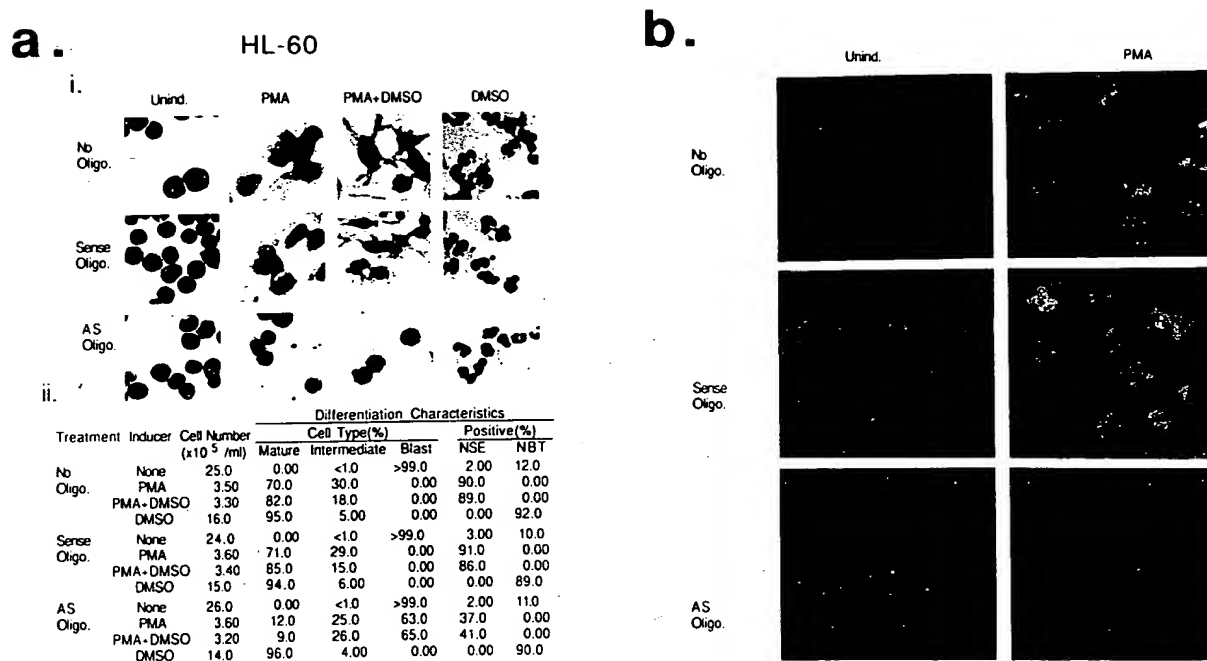 a.
HL-60
i.
Unind. PMA PMA+DMSO DMSO
No Oligo.
Sense Oligo.
AS Oligo.
ii.
Differentiation Characteristics
Treatment Inducer Cell Number (x10 5 /ml) Cell Type(%) Positive(%)
Mature Intermediate Blast NSE NBT
No Oligo. None 25.0 0.00 <1.0 >99.0 2.00 12.0
PMA 3.50 70.0 30.0 0.00 90.0 0.00
PMA+DMSO 3.30 82.0 18.0 0.00 89.0 0.00
DMSO 16.0 95.0 5.00 0.00 0.00 92.0
Sense Oligo. None 24.0 0.00 <1.0 >99.0 3.00 10.0
PMA 3.60 71.0 29.0 0.00 91.0 0.00
PMA+DMSO 3.40 85.0 15.0 0.00 86.0 0.00
DMSO 15.0 94.0 6.00 0.00 0.00 89.0
AS Oligo. None 26.0 0.00 <1.0 >99.0 2.00 11.0
PMA 3.60 12.0 25.0 63.0 37.0 0.00
PMA+DMSO 3.20 9.0 26.0 65.0 41.0 0.00
DMSO 14.0 96.0 4.00 0.00 0.00 90.0
b.
Unind. PMA
No Oligo.
Sense Oligo.
AS Oligo.